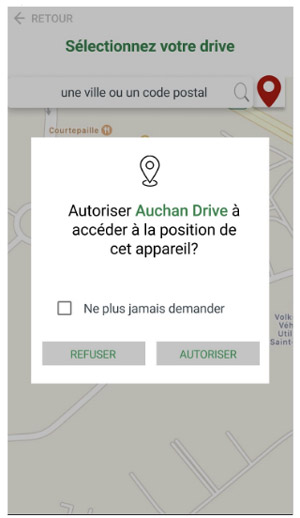 ← RETOUR
Sélectionnez votre drive
une ville ou un code postal
Courtepaille
Autoriser Auchan Drive à
accéder à la position de
cet appareil?
Ne plus jamais demander
REFUSER AUTORISER
Volk
Véh
Util
Sainte-